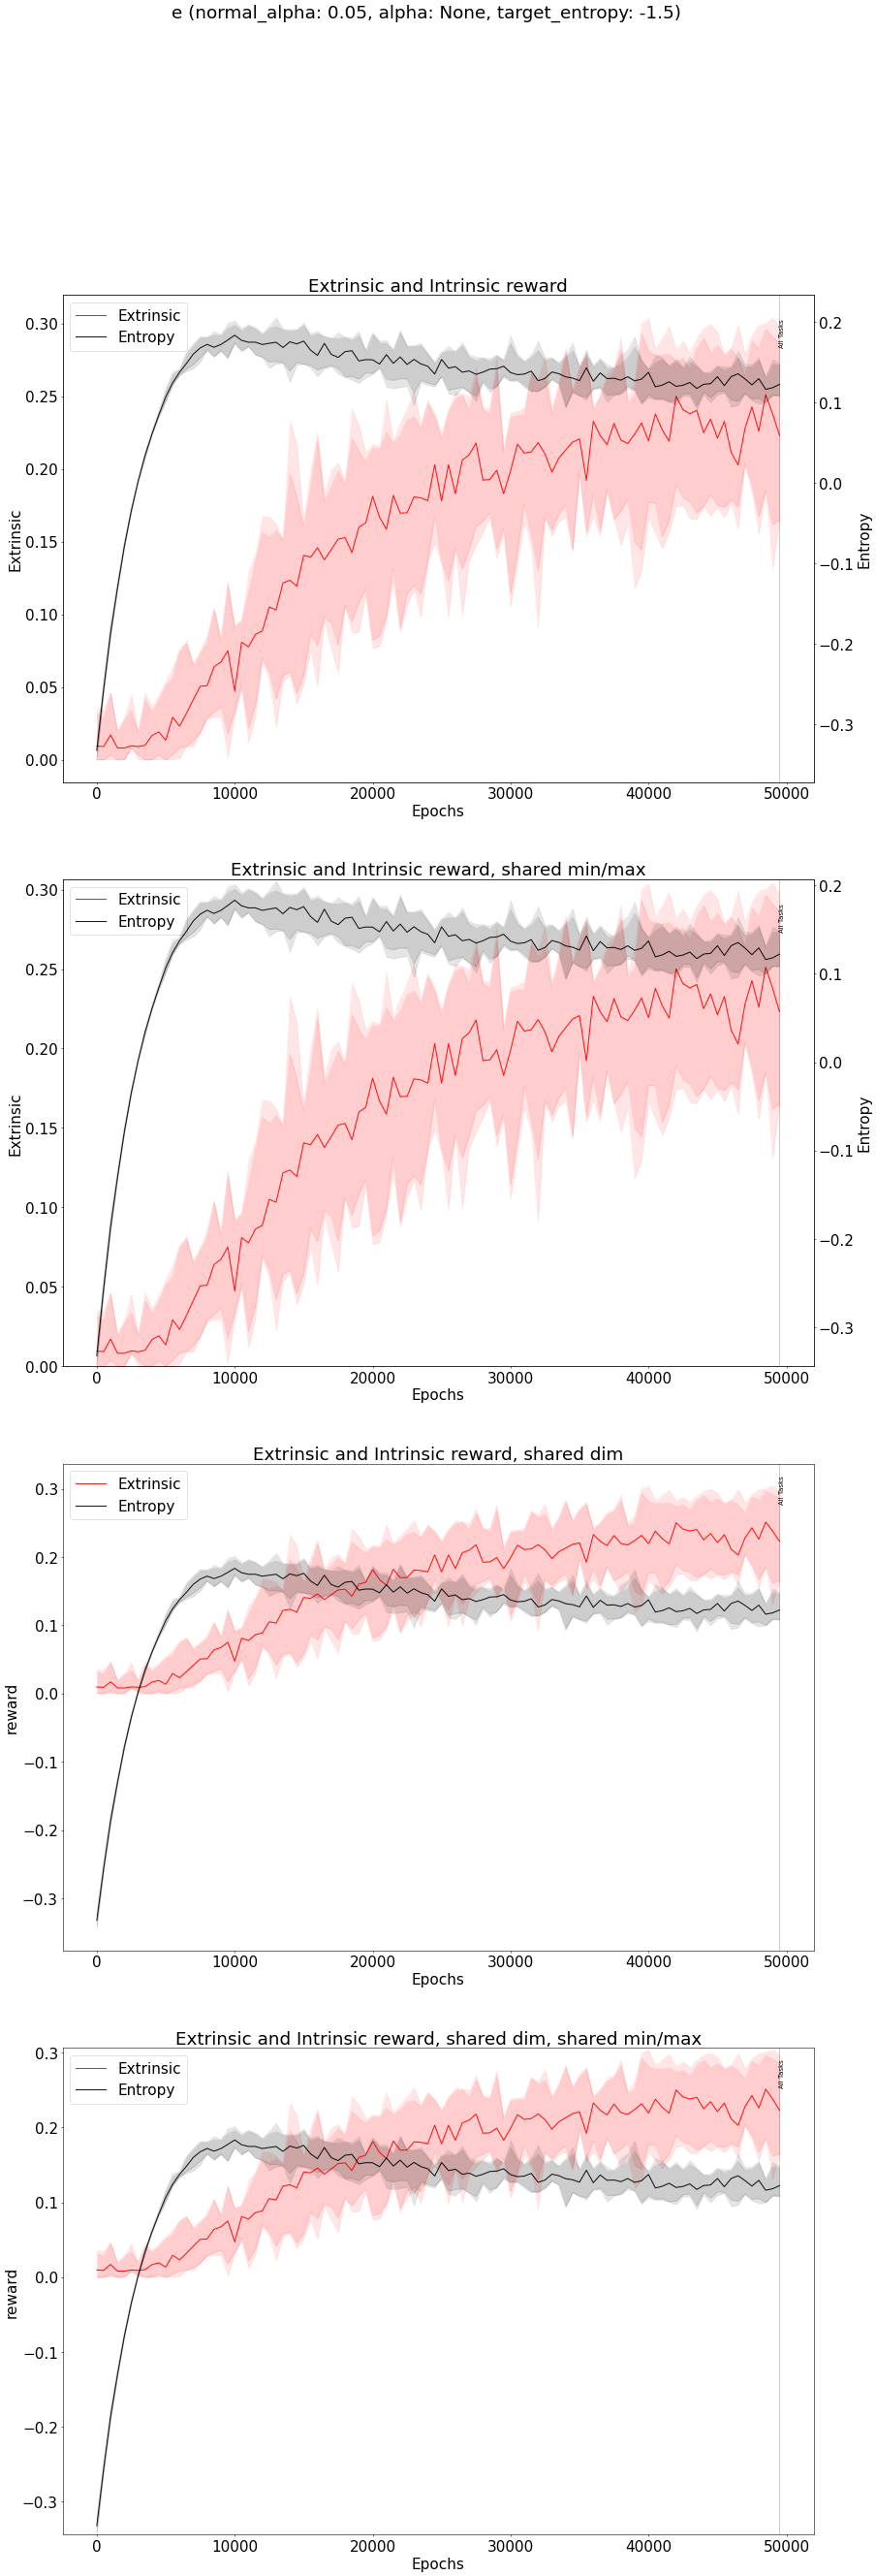 e (normal_alpha: 0.05, alpha: None, target_entropy: -1.5)
Extrinsic and Intrinsic reward
Extrinsic
Entropy
All Tasks
0.30
0.25
0.20
0.15
0.10
0.05
0.00
Extrinsic
0.2
0.1
0.0
−0.1
−0.2
−0.3
Entropy
0 10000 20000 30000 40000 50000
Epochs
Extrinsic and Intrinsic reward, shared min/max
Extrinsic
Entropy
All Tasks
0.30
0.25
0.20
0.15
0.10
0.05
0.00
Extrinsic
0.2
0.1
0.0
−0.1
−0.2
−0.3
Entropy
0 10000 20000 30000 40000 50000
Epochs
Extrinsic and Intrinsic reward, shared dim
Extrinsic
Entropy
All Tasks
0.3
0.2
0.1
0.0
−0.1
−0.2
−0.3
reward
0 10000 20000 30000 40000 50000
Epochs
Extrinsic and Intrinsic reward, shared dim, shared min/max
Extrinsic
Entropy
All Tasks
0.3
0.2
0.1
0.0
−0.1
−0.2
−0.3
reward
0 10000 20000 30000 40000 50000
Epochs